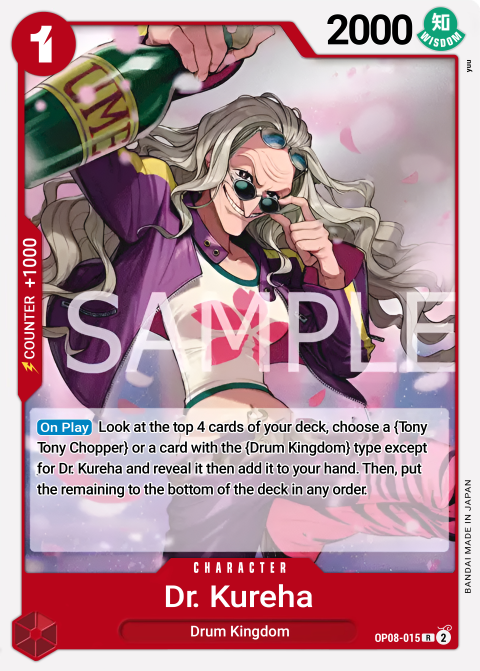 1
2000
知
WISDOM
yuu
UME
COUNTER +1000
SAMPLE
On Play Look at the top 4 cards of your deck, choose a {Tony
Tony Chopper} or a card with the {Drum Kingdom} type except
for Dr. Kureha and reveal it then add it to your hand. Then, put
the remaining to the bottom of the deck in any order.
BANDAI MADE IN JAPAN
CHARACTER
Dr. Kureha
Drum Kingdom
OP08-015 R 2